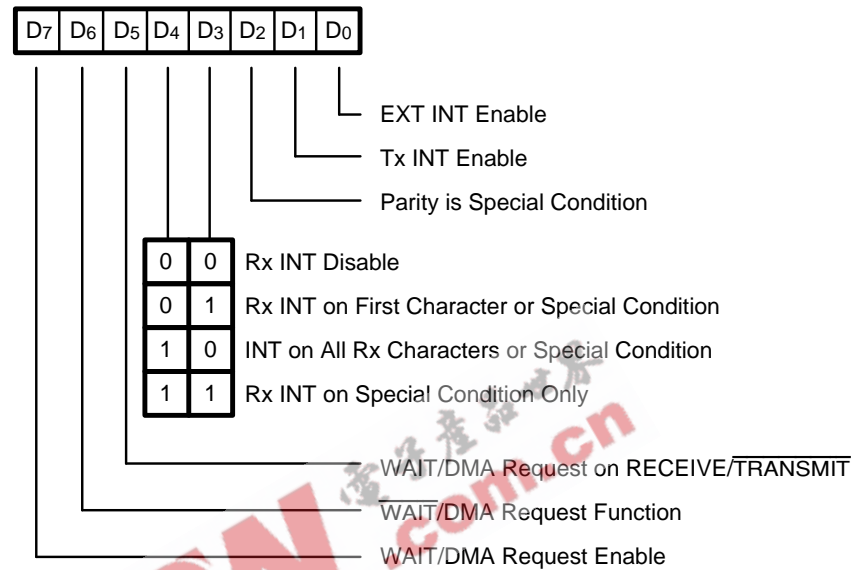 D7 D6 D5 D4 D3 D2 D1 D0
EXT INT Enable
Tx INT Enable
Parity is Special Condition
0 0 Rx INT Disable
0 1 Rx INT on First Character or Special Condition
1 0 INT on All Rx Characters or Special Condition
1 1 Rx INT on Special Condition Only
WAIT/DMA Request on RECEIVE/TRANSMIT
WAIT/DMA Request Function
WAIT/DMA Request Enable
.com.cn